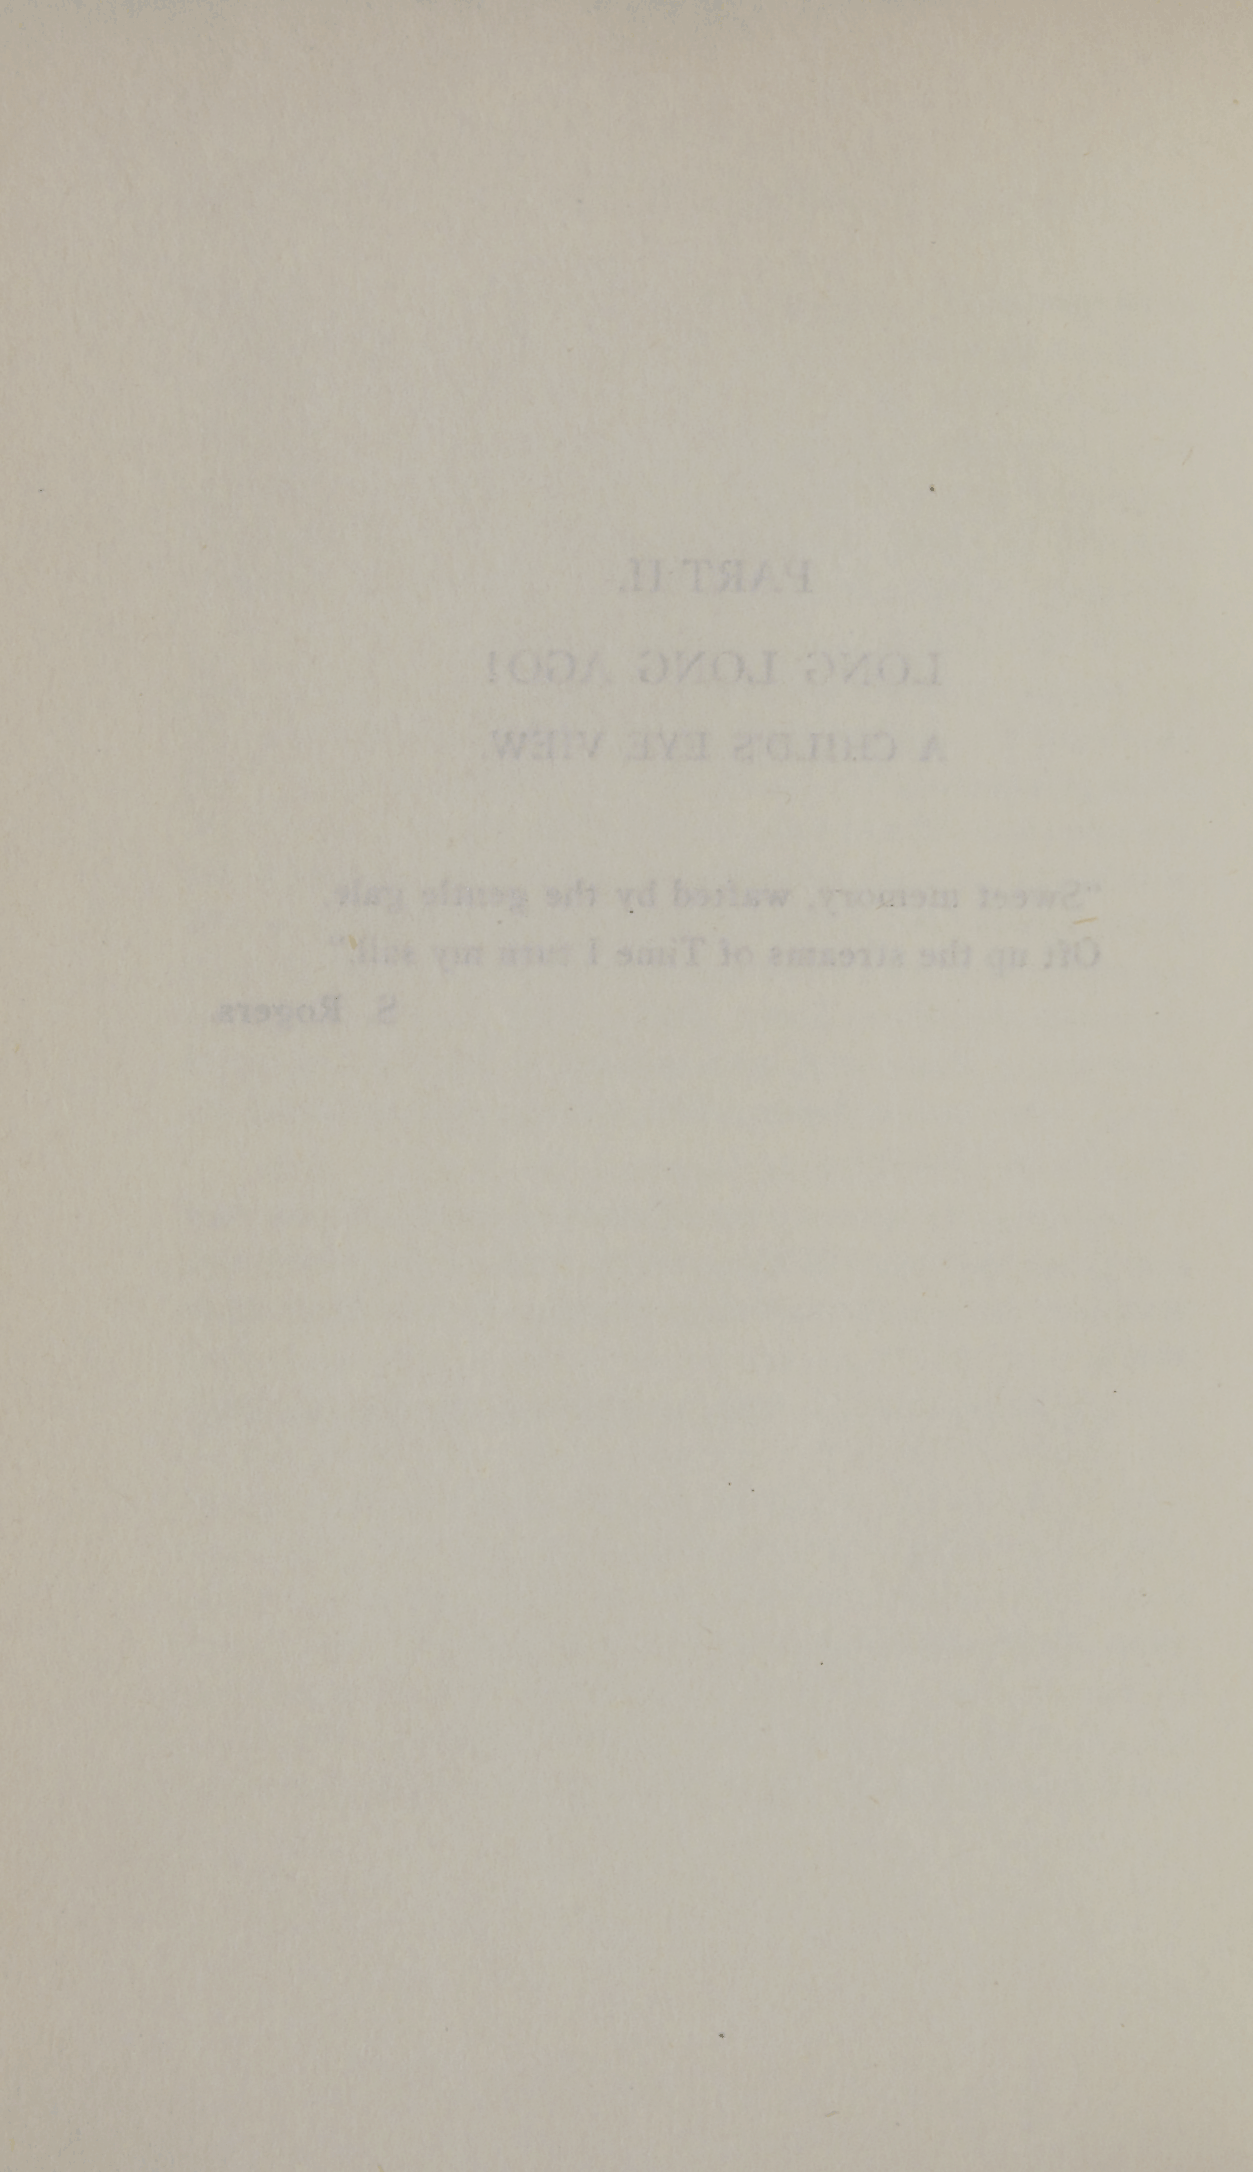 PART II.
LONG LONG AGO!
A CHILD'S EYE VIEW.
"Sweet memory, wafted by the gentle gale,
Oft up the streams of Time I turn my sail."
S. Rogers.